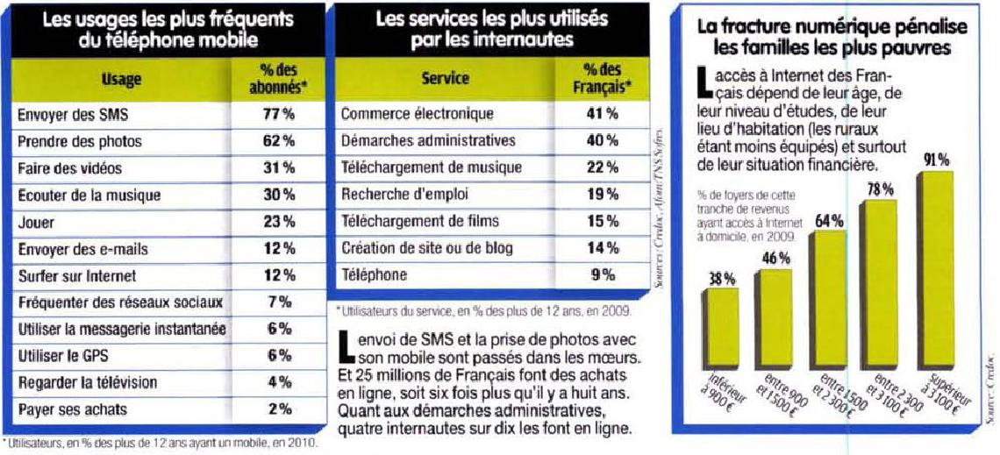 Les usages les plus fréquents
du téléphone mobile
Usage % des abonnés*
Envoyer des SMS 77 %
Prendre des photos 62 %
Faire des vidéos 31 %
Ecouter de la musique 30 %
Jouer 23 %
Envoyer des e-mails 12 %
Surfer sur Internet 12 %
Fréquenter des réseaux sociaux 7 %
Utiliser la messagerie instantanée 6 %
Utiliser le GPS 6 %
Regarder la télévision 4 %
Payer ses achats 2 %
* Utilisateurs, en % des plus de 12 ans ayant un mobile, en 2010.
Les services les plus utilisés
par les internautes
Service % des Français*
Commerce électronique 41 %
Démarches administratives 40 %
Téléchargement de musique 22 %
Recherche d'emploi 19 %
Téléchargement de films 15 %
Création de site ou de blog 14 %
Téléphone 9 %
Sources : Credoc, Afom/TNS Sofres.
* Utilisateurs du service, en % des plus de 12 ans, en 2009.
L envoi de SMS et la prise de photos avec
son mobile sont passés dans les mœurs.
Et 25 millions de Français font des achats
en ligne, soit six fois plus qu'il y a huit ans.
Quant aux démarches administratives,
quatre internautes sur dix les font en ligne.
La fracture numérique pénalise
les familles les plus pauvres
L accès à Internet des Fran-
çais dépend de leur âge, de
leur niveau d'études, de leur
lieu d'habitation (les ruraux
étant moins équipés) et surtout
de leur situation financière.
% de foyers de cette
tranche de revenus
ayant accès à Internet
à domicile, en 2009.
38 %
46 %
64 %
78 %
91 %
inférieur
à 900 €
entre 900
et 1 500 €
entre 1 500
et 2 300 €
entre 2 300
et 3 100 €
supérieur
à 3 100 €
Source : Credoc.